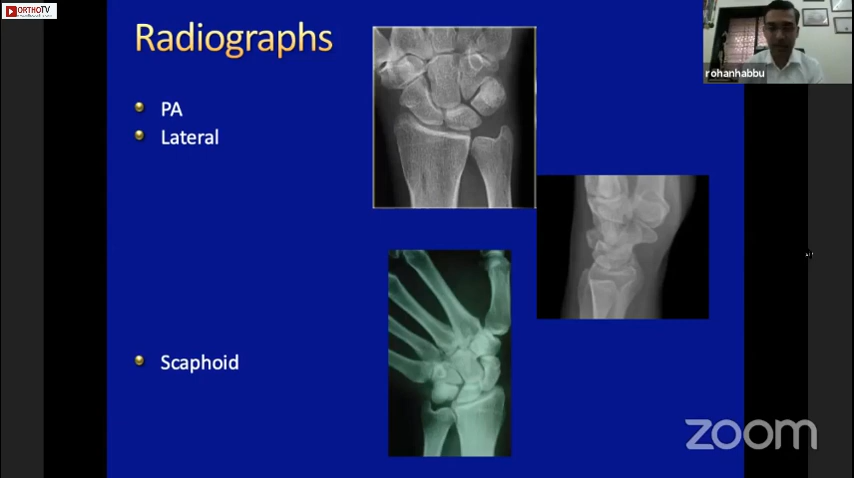 ORTHOTV
Radiographs
rohanhabbu
PA
Lateral
Scaphoid
zoom